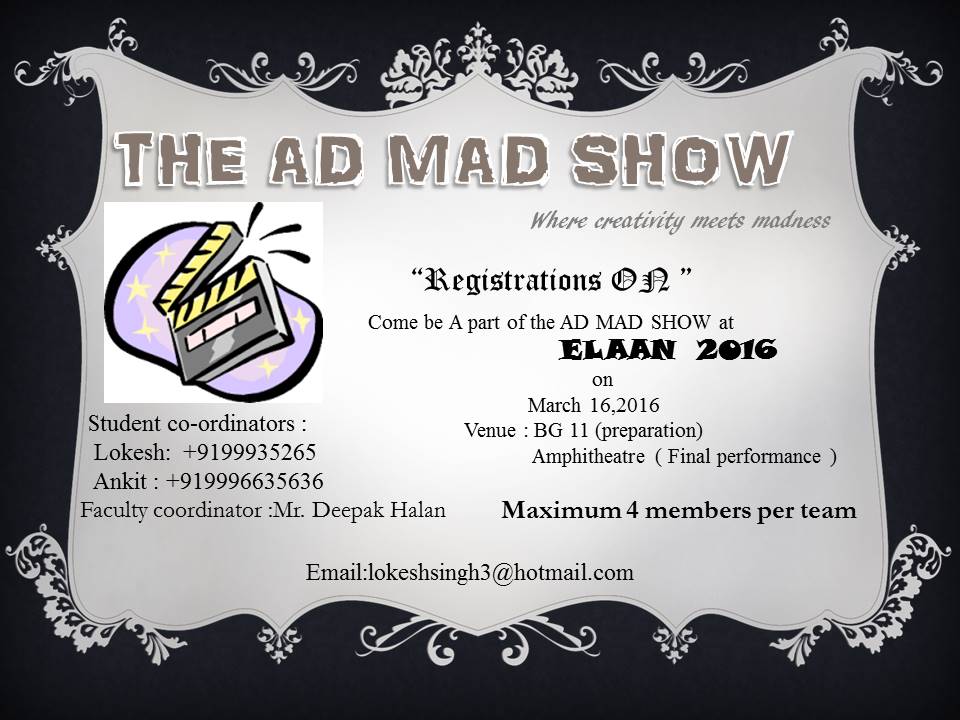 THE AD MAD SHOW
Where creativity meets madness
“Registrations ON ”
Come be A part of the AD MAD SHOW at
ELAAN 2016
on
March 16,2016
Venue : BG 11 (preparation)
Amphitheatre ( Final performance )
Student co-ordinators :
Lokesh: +9199935265
Ankit : +919996635636
Faculty coordinator :Mr. Deepak Halan
Maximum 4 members per team
Email:lokeshsingh3@hotmail.com